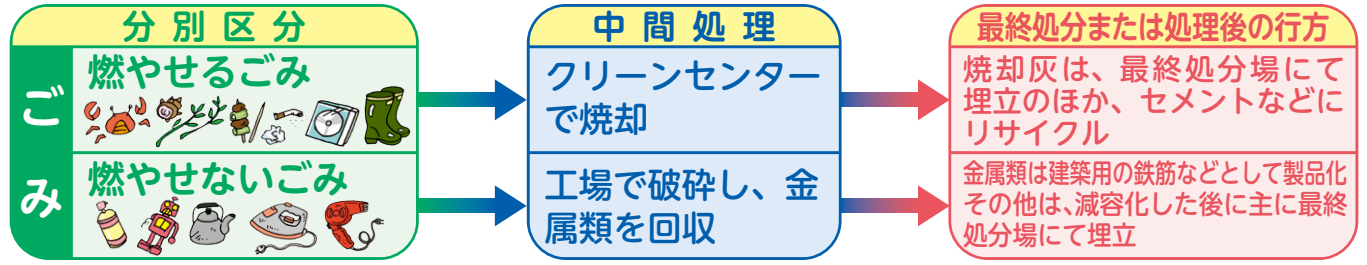 分別区分
ごみ
燃やせるごみ
燃やせないごみ
中間処理
クリーンセンター
で焼却
工場で破砕し、金
属類を回収
最終処分または処理後の行方
焼却灰は、最終処分場にて
埋立のほか、セメントなどに
リサイクル
金属類は建築用の鉄筋などとして製品化
その他は、減容化した後に主に最終
処分場にて埋立